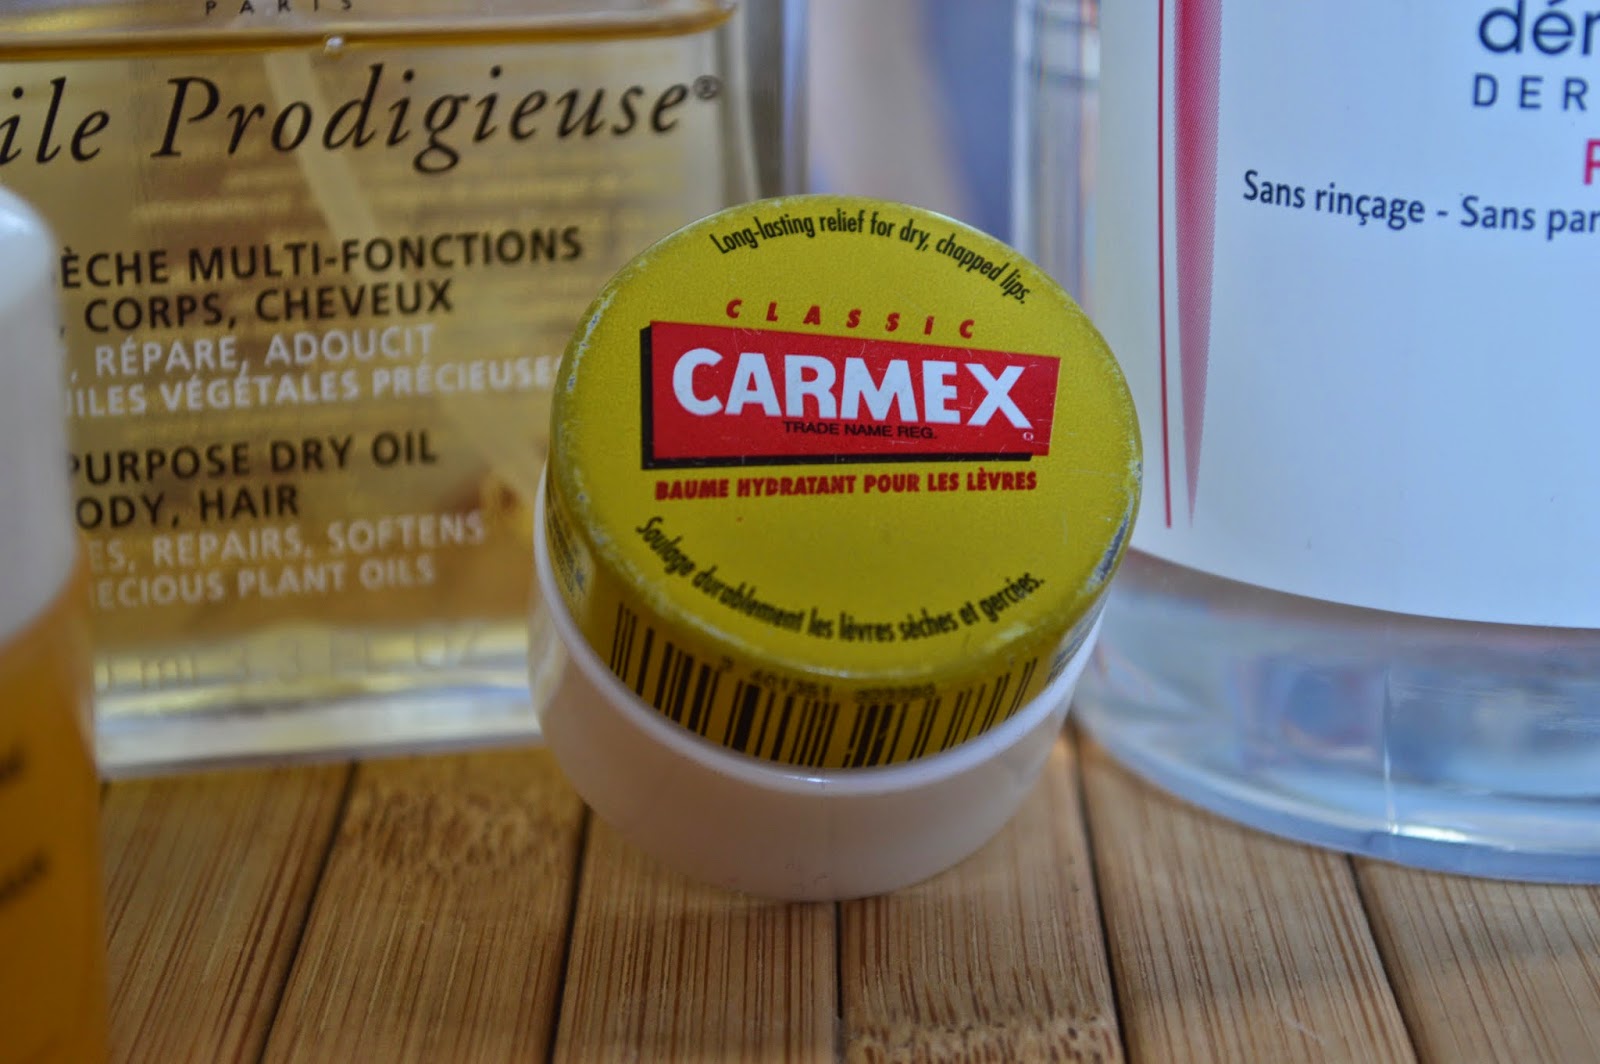 PARIS
ile Prodigieuse®
ÈCHE MULTI-FONCTIONS
, CORPS, CHEVEUX
, RÉPARE, ADOUCIT
UILES VÉGÉTALES PRÉCIEUSE
PURPOSE DRY OIL
ODY, HAIR
ES, REPAIRS, SOFTENS
ECIOUS PLANT OILS
Long-lasting relief for dry, chapped lips.
CLASSiC
CARMEX
TRADE NAME REG.
BAUME HYDRATANT POUR LES LÈVRES
Soulage durablement les lèvres sèches et gercées.
dér
DER
Sans rinçage - Sans par